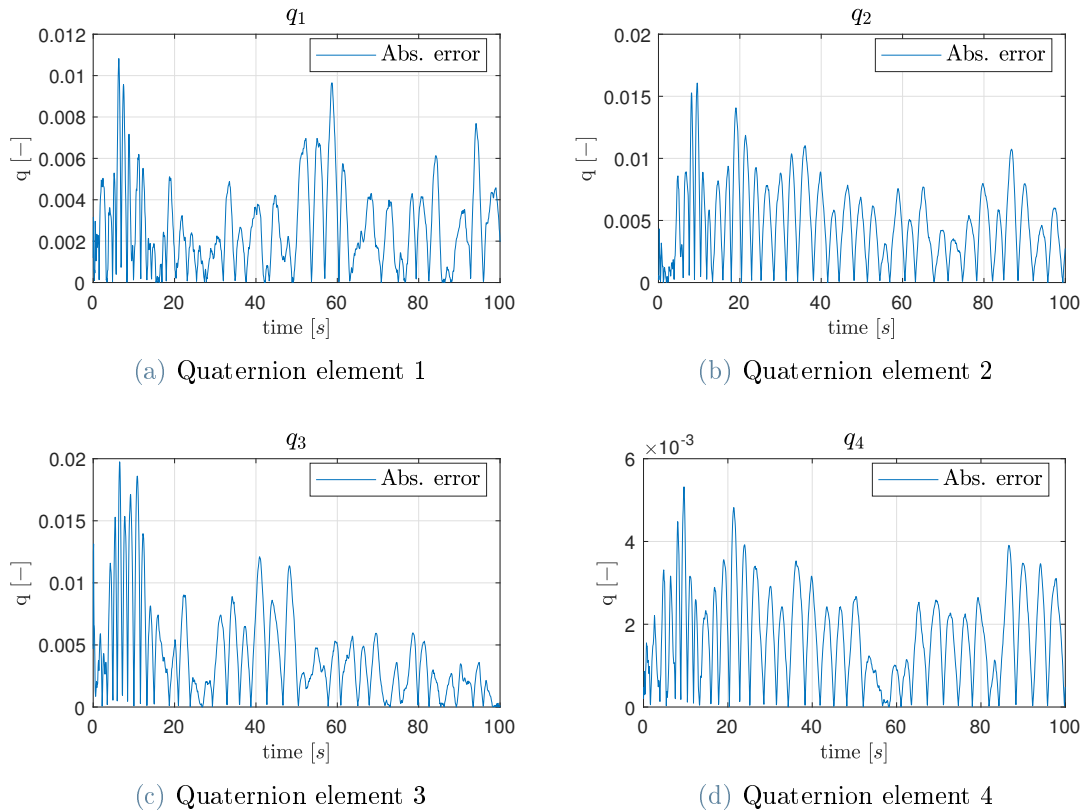 q1
0.012
0.01
0.008
0.006
0.004
0.002
0
q [−]
Abs. error
0 20 40 60 80 100
time [s]
(a) Quaternion element 1
q2
0.02
0.015
0.01
0.005
0
q [−]
Abs. error
0 20 40 60 80 100
time [s]
(b) Quaternion element 2
q3
0.02
0.015
0.01
0.005
0
q [−]
Abs. error
0 20 40 60 80 100
time [s]
(c) Quaternion element 3
q4
×10⁻³
6
4
2
0
q [−]
Abs. error
0 20 40 60 80 100
time [s]
(d) Quaternion element 4